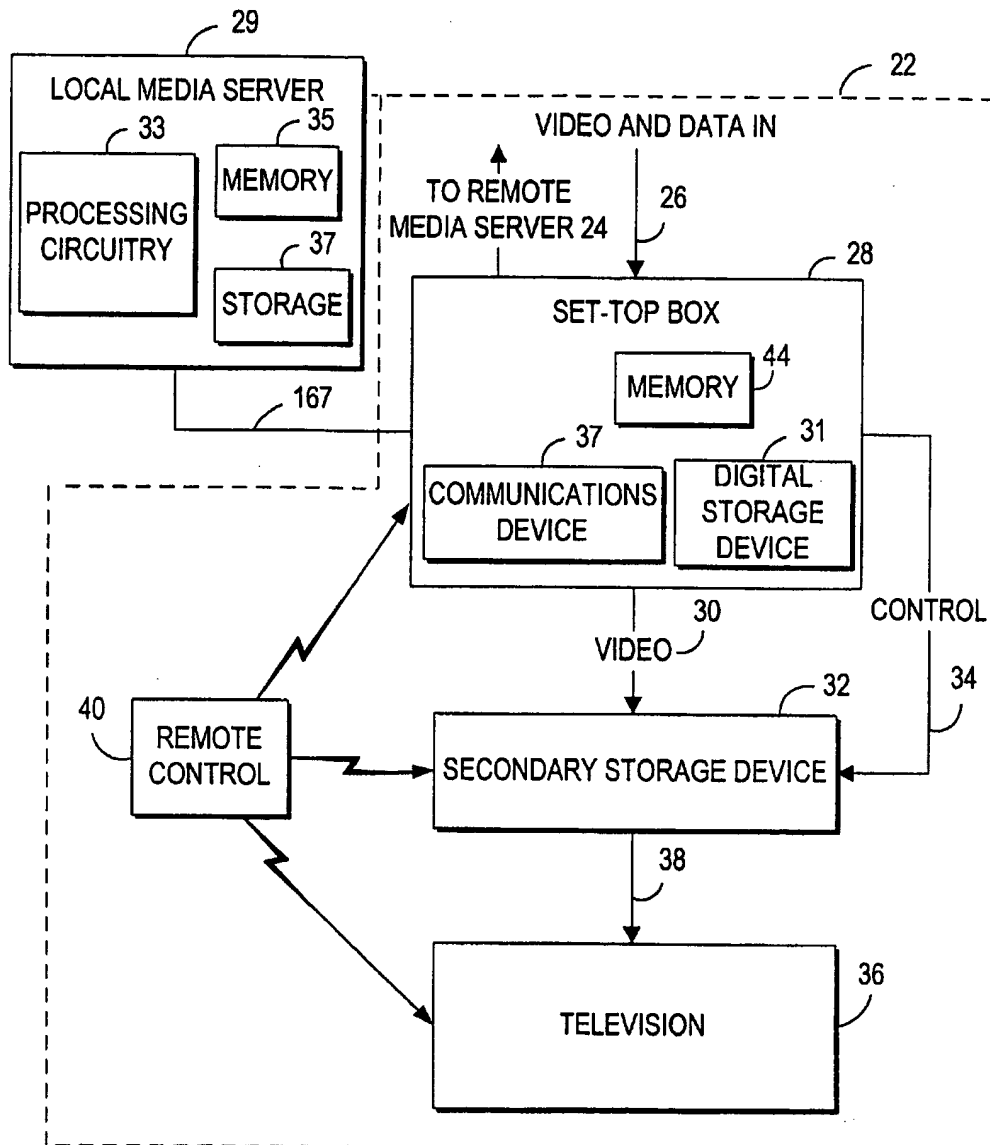 29
LOCAL MEDIA SERVER
33
PROCESSING
CIRCUITRY
35
MEMORY
37
STORAGE
22
VIDEO AND DATA IN
26
TO REMOTE
MEDIA SERVER 24
28
SET-TOP BOX
MEMORY
44
37
COMMUNICATIONS
DEVICE
31
DIGITAL
STORAGE
DEVICE
167
CONTROL
34
VIDEO
30
40
REMOTE
CONTROL
32
SECONDARY STORAGE DEVICE
38
TELEVISION
36